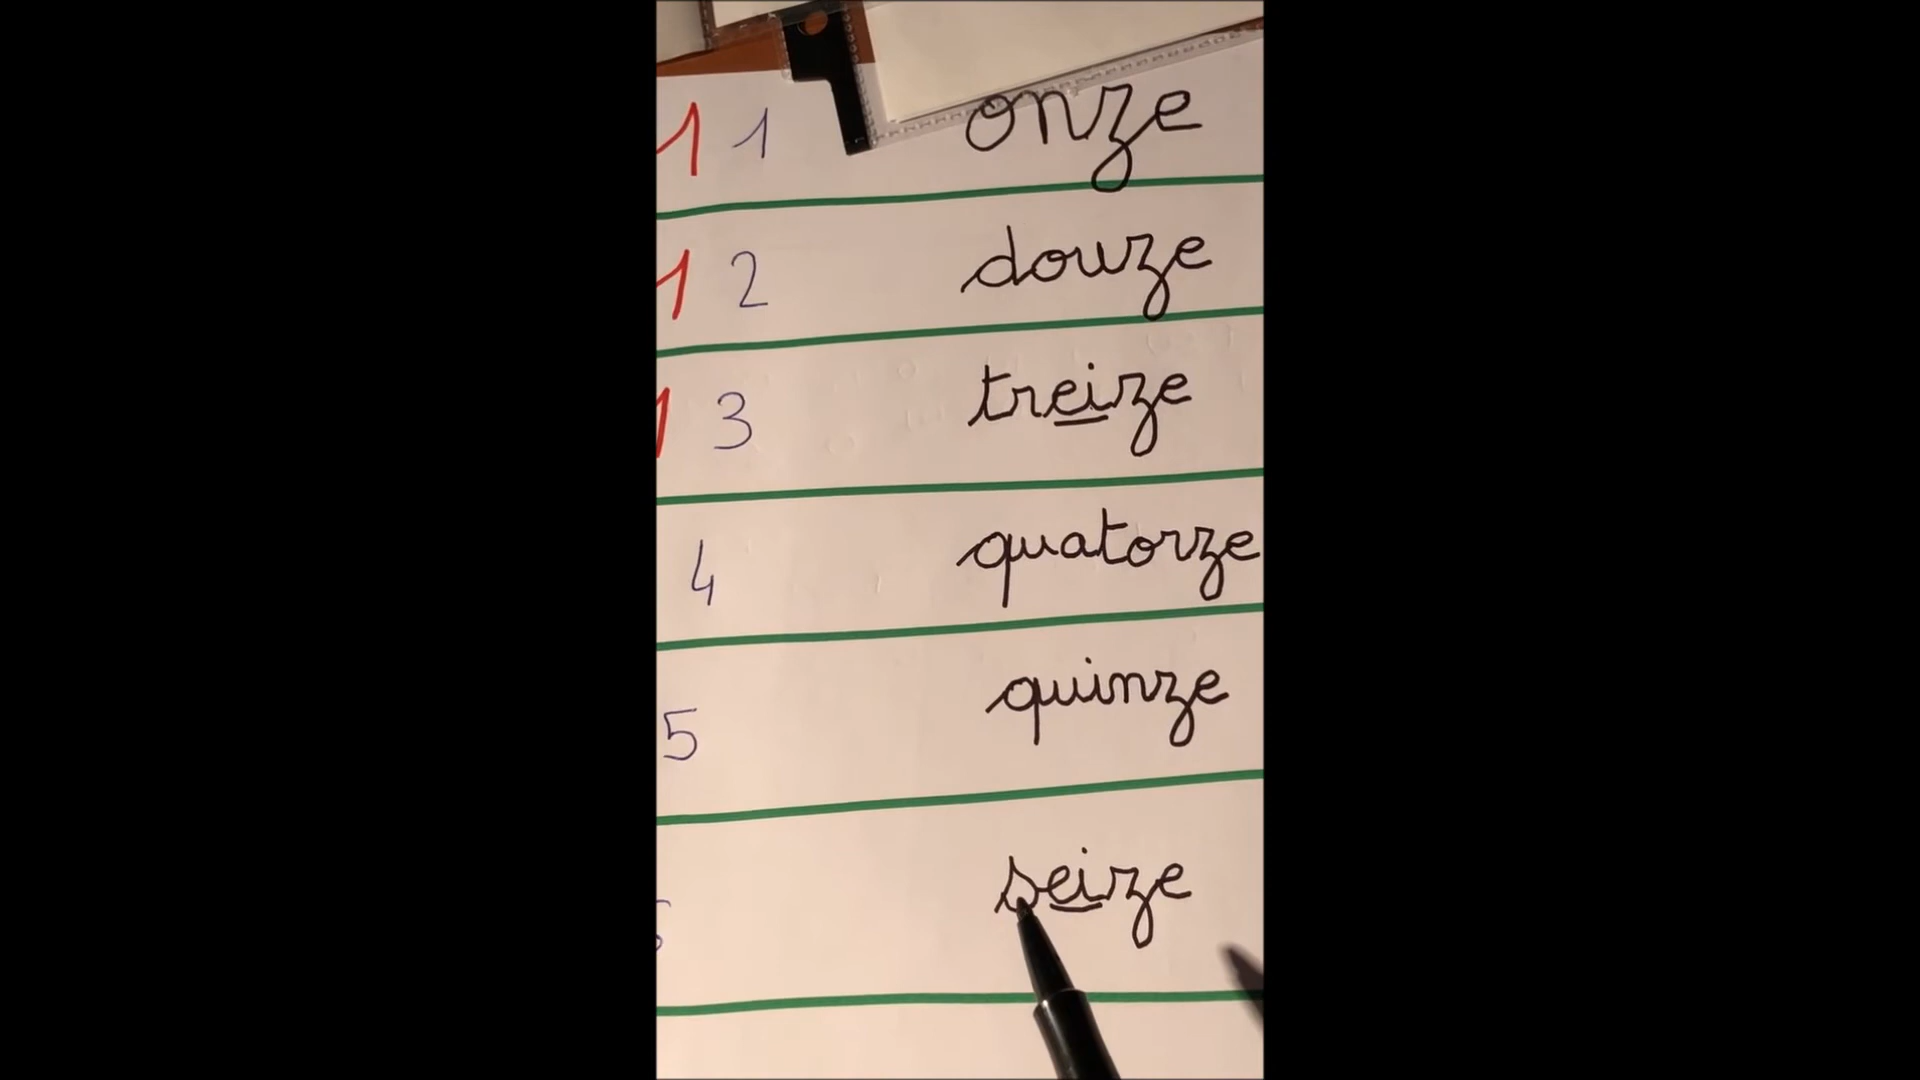 11 onze
12 douze
13 treize
4 quatorze
5 quinze
seize